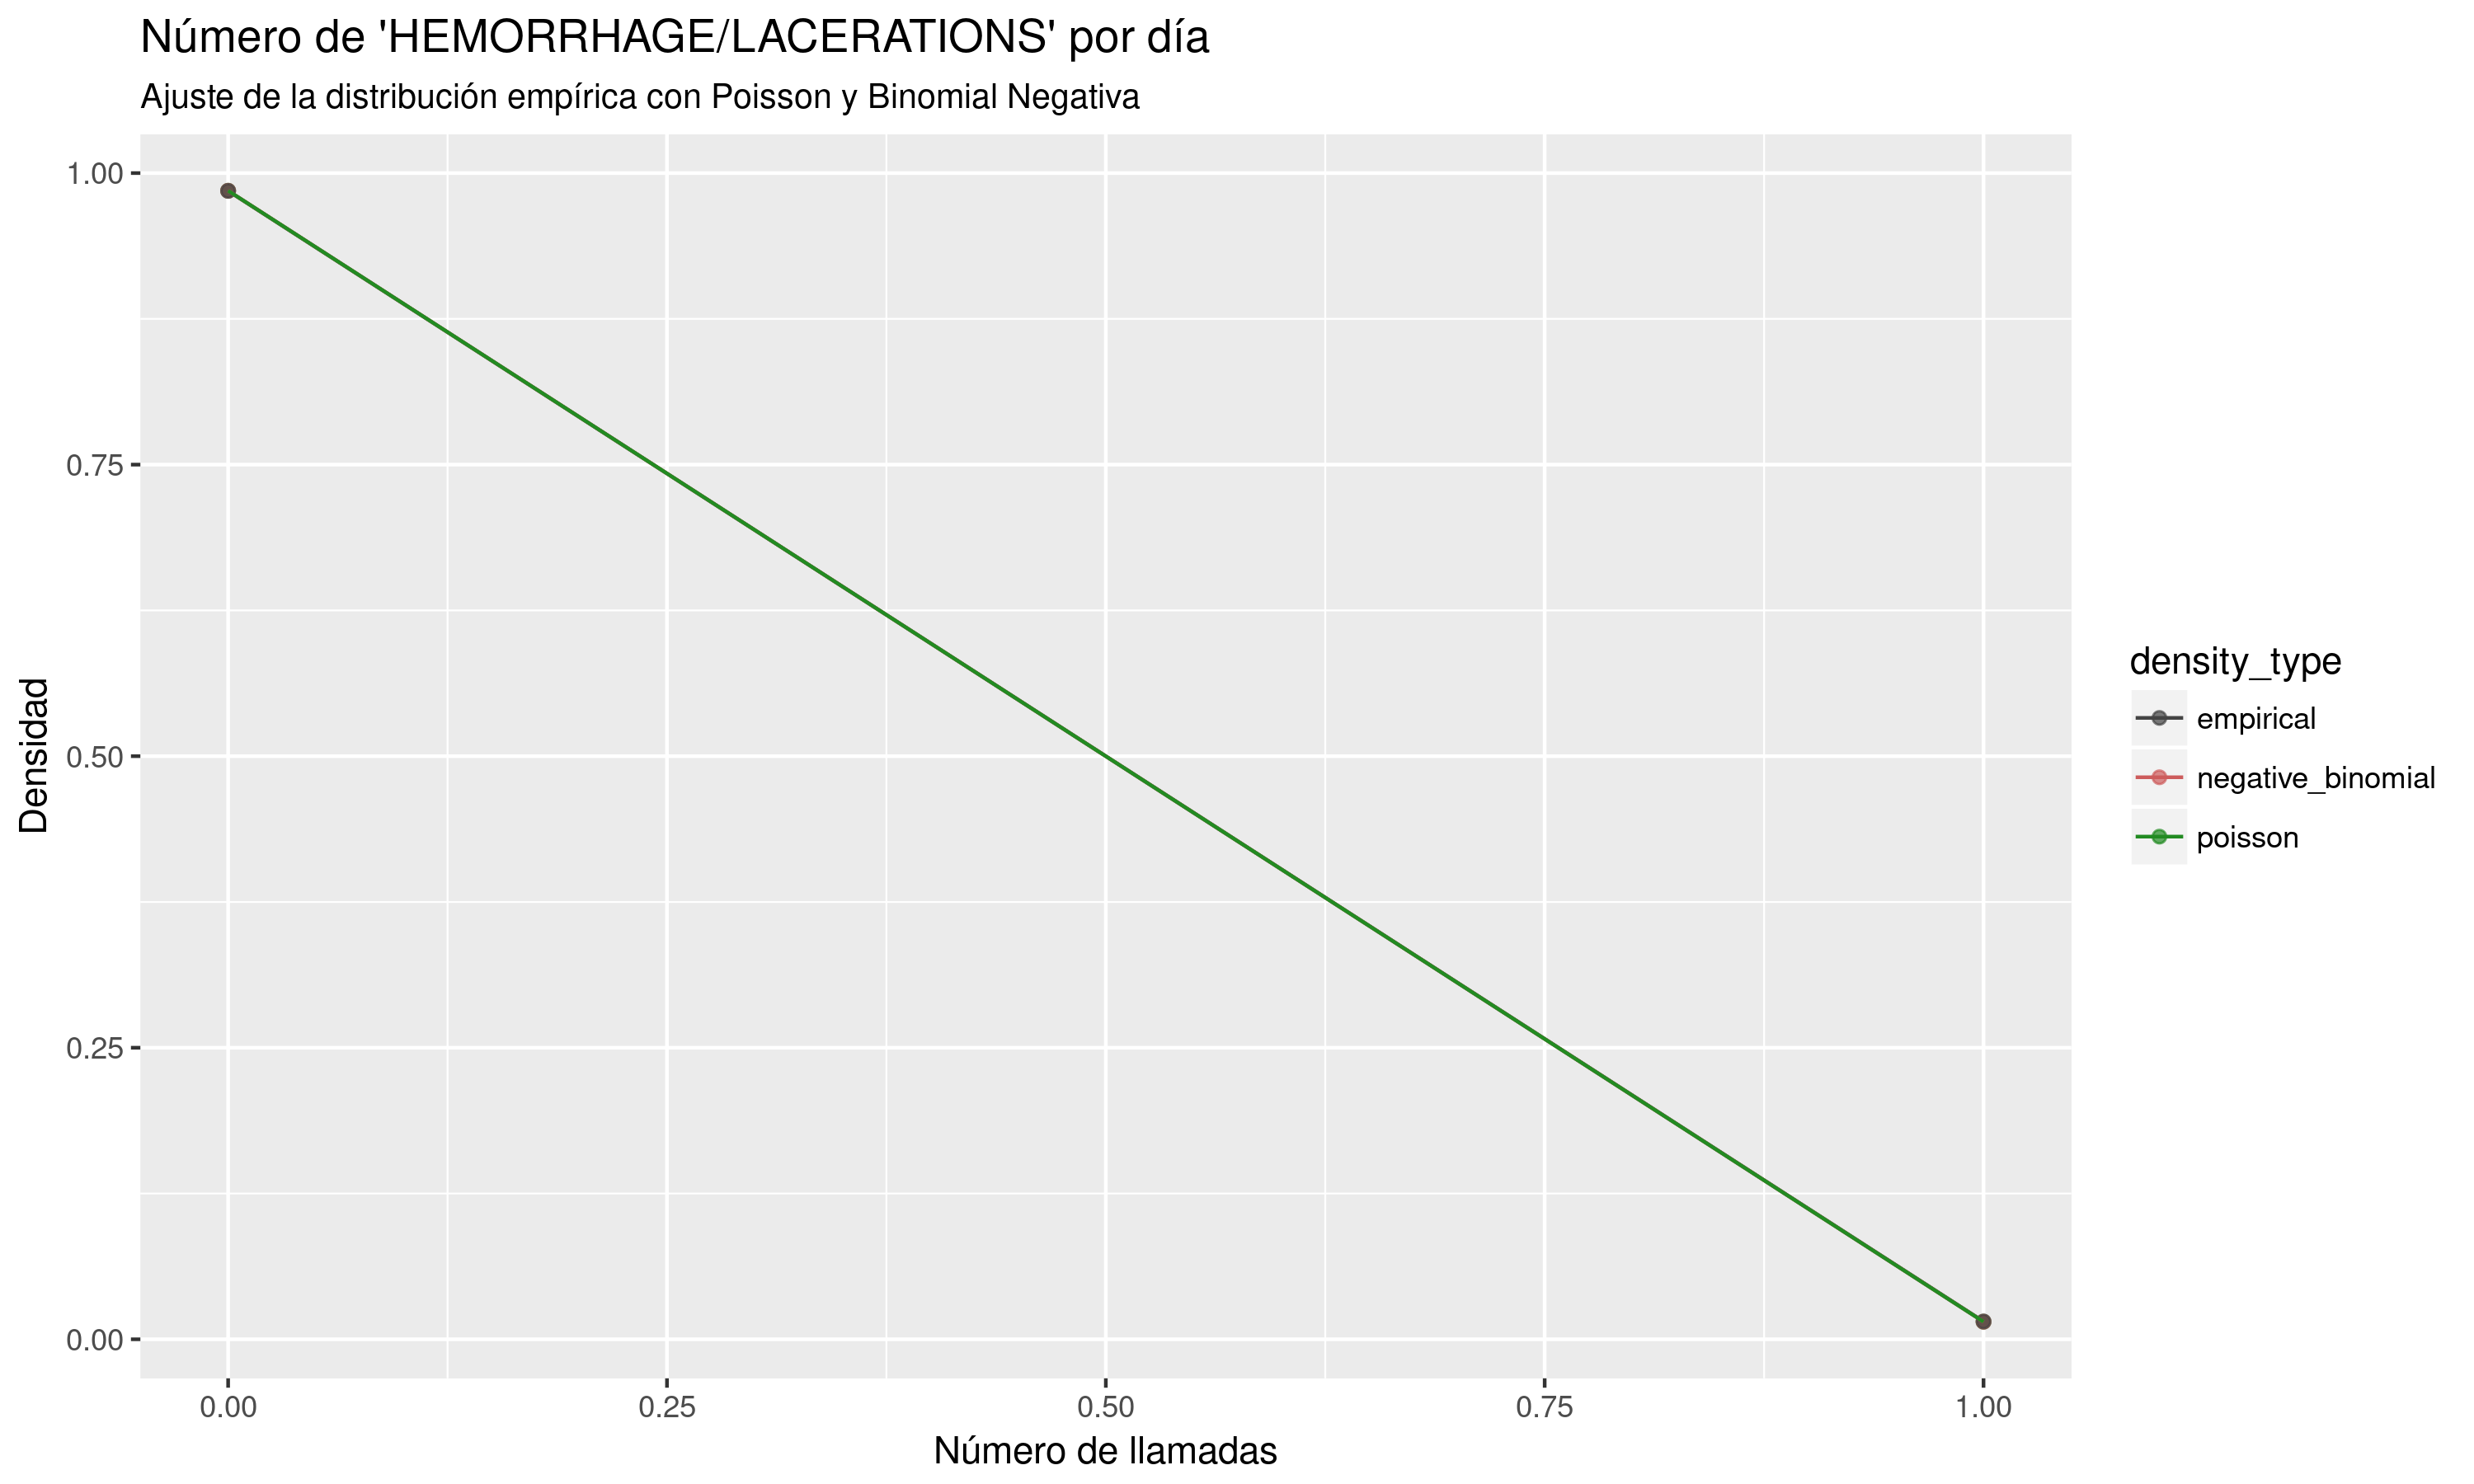 Número de 'HEMORRHAGE/LACERATIONS' por día
Ajuste de la distribución empírica con Poisson y Binomial Negativa
1.00
0.75
0.50
0.25
0.00
Densidad
0.00 0.25 0.50 0.75 1.00
Número de llamadas
density_type
empirical
negative_binomial
poisson